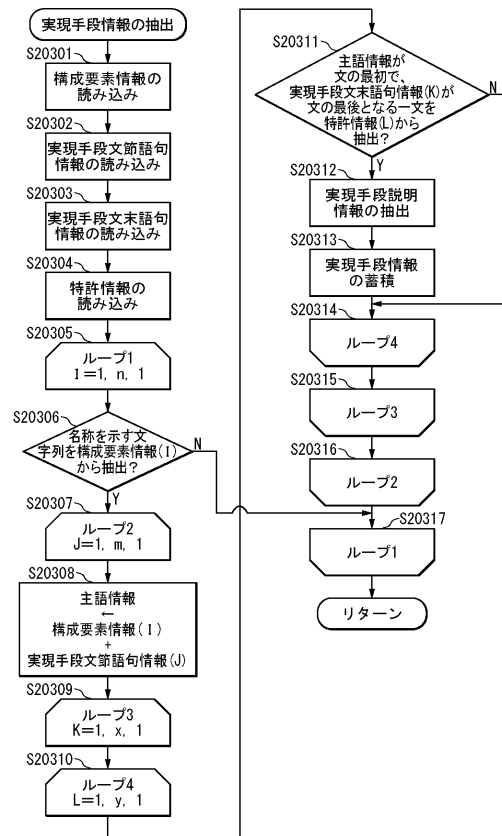 実現手段情報の抽出
S20301
構成要素情報の
読み込み
S20302
実現手段文節語句
情報の読み込み
S20303
実現手段文末語句
情報の読み込み
S20304
特許情報の
読み込み
S20305
ループ1
I=1, n, 1
S20306
名称を示す文
字列を構成要素情報(I)
から抽出?
N
Y
S20307
ループ2
J=1, m, 1
S20308
主語情報
←
構成要素情報(I)
+
実現手段文節語句情報(J)
S20309
ループ3
K=1, x, 1
S20310
ループ4
L=1, y, 1
S20311
主語情報が
文の最初で、
実現手段文末語句情報(K)が
文の最後となる一文を
特許情報(L)から
抽出?
N
Y
S20312
実現手段説明
情報の抽出
S20313
実現手段情報
の蓄積
S20314
ループ4
S20315
ループ3
S20316
ループ2
S20317
ループ1
リターン